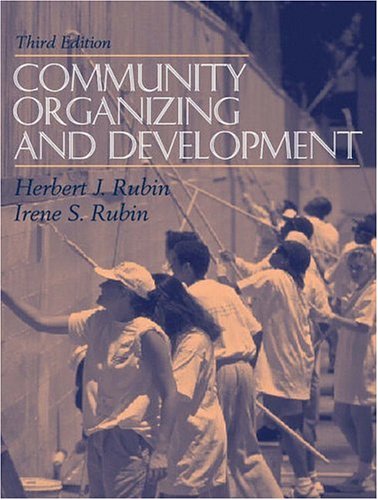 Third Edition
COMMUNITY
ORGANIZING
AND DEVELOPMENT
Herbert J. Rubin
Irene S. Rubin